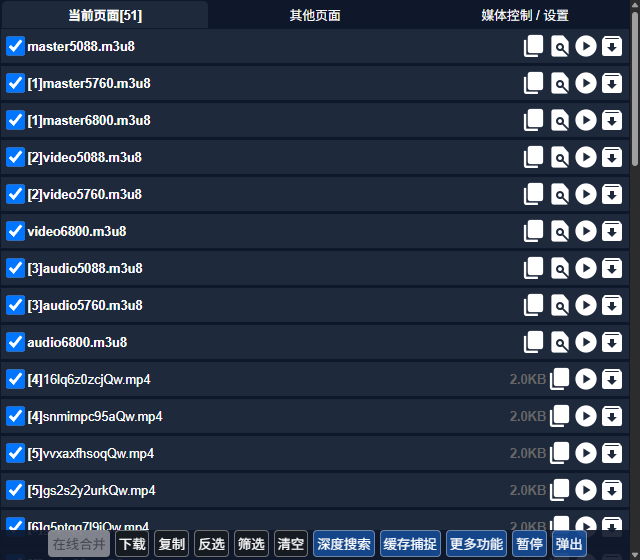 当前页面[51] 其他页面 媒体控制 / 设置
master5088.m3u8
[1]master5760.m3u8
[1]master6800.m3u8
[2]video5088.m3u8
[2]video5760.m3u8
video6800.m3u8
[3]audio5088.m3u8
[3]audio5760.m3u8
audio6800.m3u8
[4]16lq6z0zcjQw.mp4 2.0KB
[4]snmimpc95aQw.mp4 2.0KB
[5]vvxaxfhsoqQw.mp4 2.0KB
[5]gs2s2y2urkQw.mp4 2.0KB
2.0KB
在线合并 下载 复制 反选 筛选 清空 深度搜索 缓存捕捉 更多功能 暂停 弹出